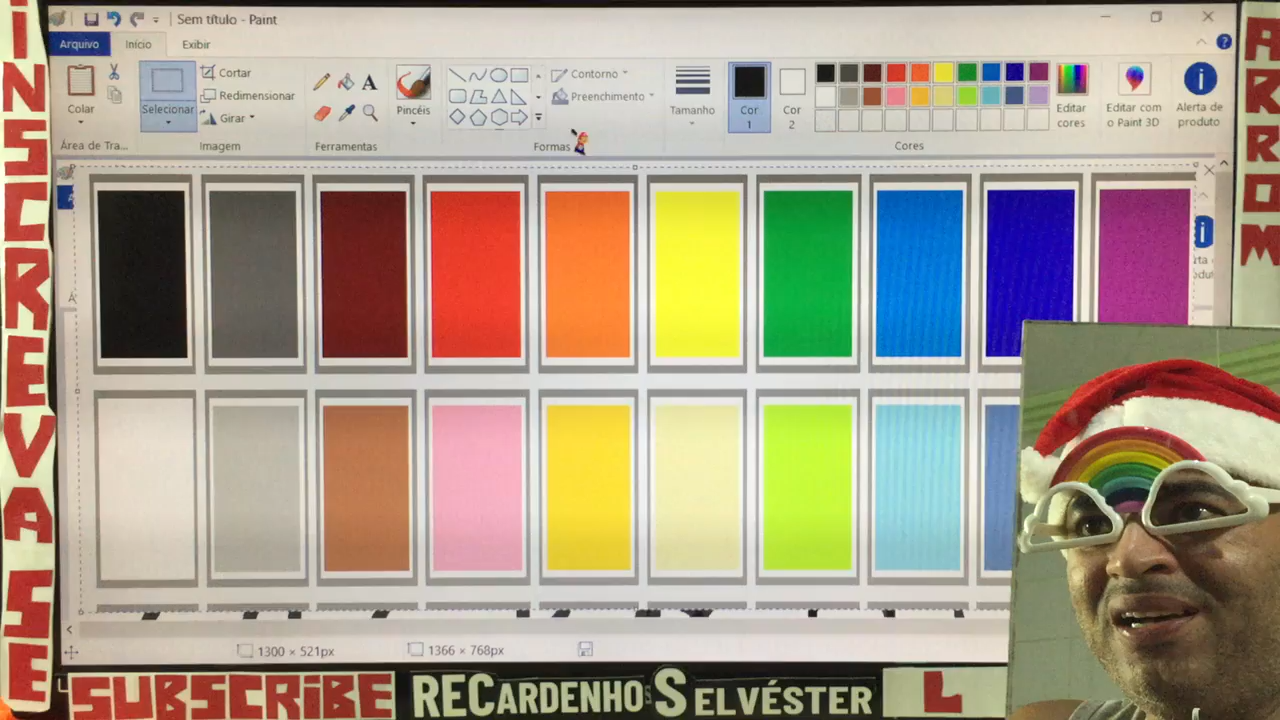 INSCREVA SE
Sem título - Paint
Arquivo
Início
Exibir
Colar
Selecionar
Cortar
Redimensionar
Girar
A
Pincéis
Contorno
Preenchimento
Tamanho
Cor
1
Cor
2
Editar
cores
Editar com
o Paint 3D
Alerta de
produto
Área de Tra...
Imagem
Ferramentas
Formas
Cores
1300 × 521px
1366 × 768px
SUBSCRiBE
RECARDENHO
SELVÉSTER
L
ARROM